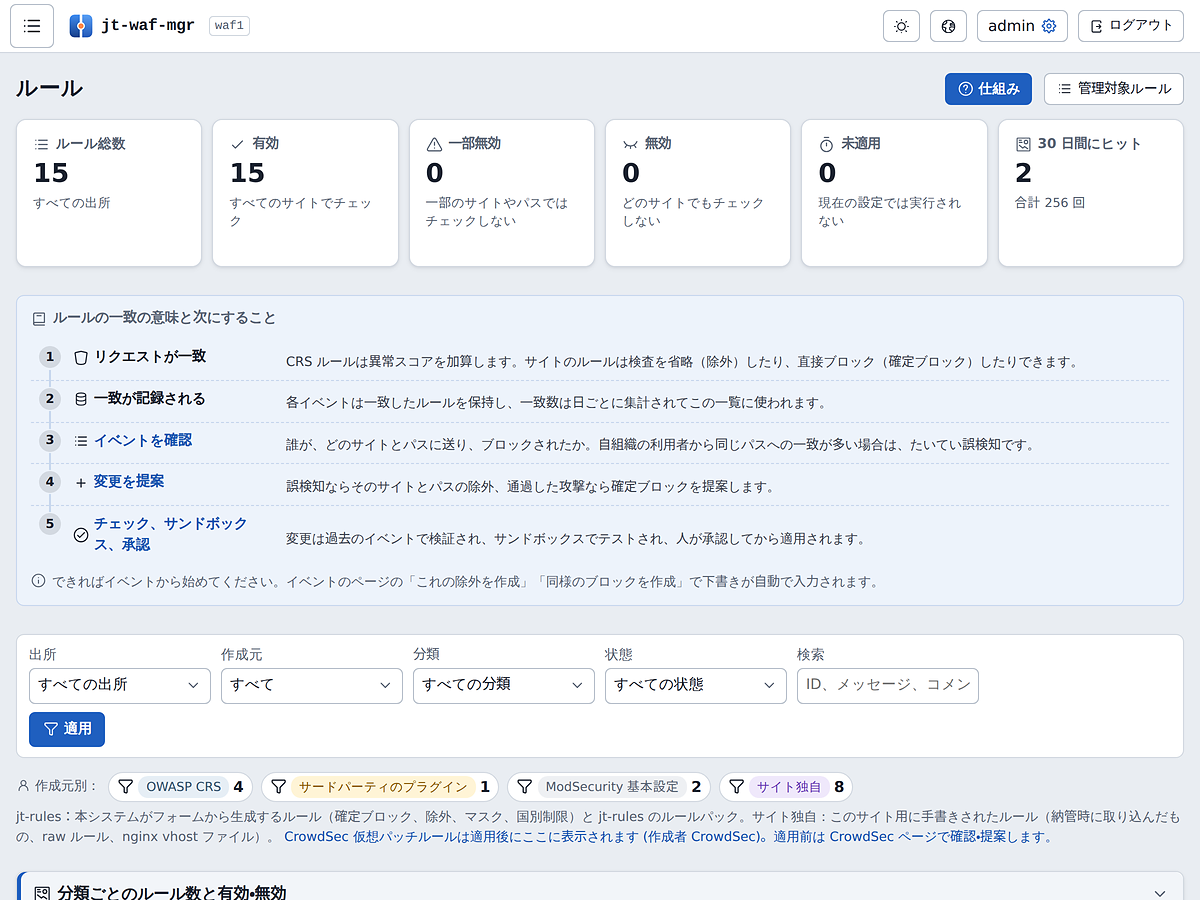 jt-waf-mgr waf1 admin ログアウト
ルール 仕組み 管理対象ルール
ルール総数
15
すべての出所
有効
15
すべてのサイトでチェッ
ク
一部無効
0
一部のサイトやパスでは
チェックしない
無効
0
どのサイトでもチェック
しない
未適用
0
現在の設定では実行され
ない
30 日間にヒット
2
合計 256 回
ルールの一致の意味と次にすること
1 リクエストが一致 CRS ルールは異常スコアを加算します。サイトのルールは検査を省略（除外）したり、直接ブロック（確定ブロック）したりできます。
2 一致が記録される 各イベントは一致したルールを保持し、一致数は日ごとに集計されてこの一覧に使われます。
3 イベントを確認 誰が、どのサイトとパスに送り、ブロックされたか。自組織の利用者から同じパスへの一致が多い場合は、たいてい誤検知です。
4 変更を提案 誤検知ならそのサイトとパスの除外、通過した攻撃なら確定ブロックを提案します。
5 チェック、サンドボック
ス、承認 変更は過去のイベントで検証され、サンドボックスでテストされ、人が承認してから適用されます。
できればイベントから始めてください。イベントのページの「これの除外を作成」「同様のブロックを作成」で下書きが自動で入力されます。
出所 作成元 分類 状態 検索
すべての出所 すべて すべての分類 すべての状態 ID、メッセージ、コメン
適用
作成元別： OWASP CRS 4 サードパーティのプラグイン 1 ModSecurity 基本設定 2 サイト独自 8
jt-rules：本システムがフォームから生成するルール（確定ブロック、除外、マスク、国別制限）と jt-rules のルールパック。サイト独自：このサイト用に手書きされたルール（納管時に取り込んだも
の、raw ルール、nginx vhost ファイル）。 CrowdSec 仮想パッチルールは適用後にここに表示されます (作成者 CrowdSec)。適用前は CrowdSec ページで確認・提案します。
分類ごとのルール数と有効・無効